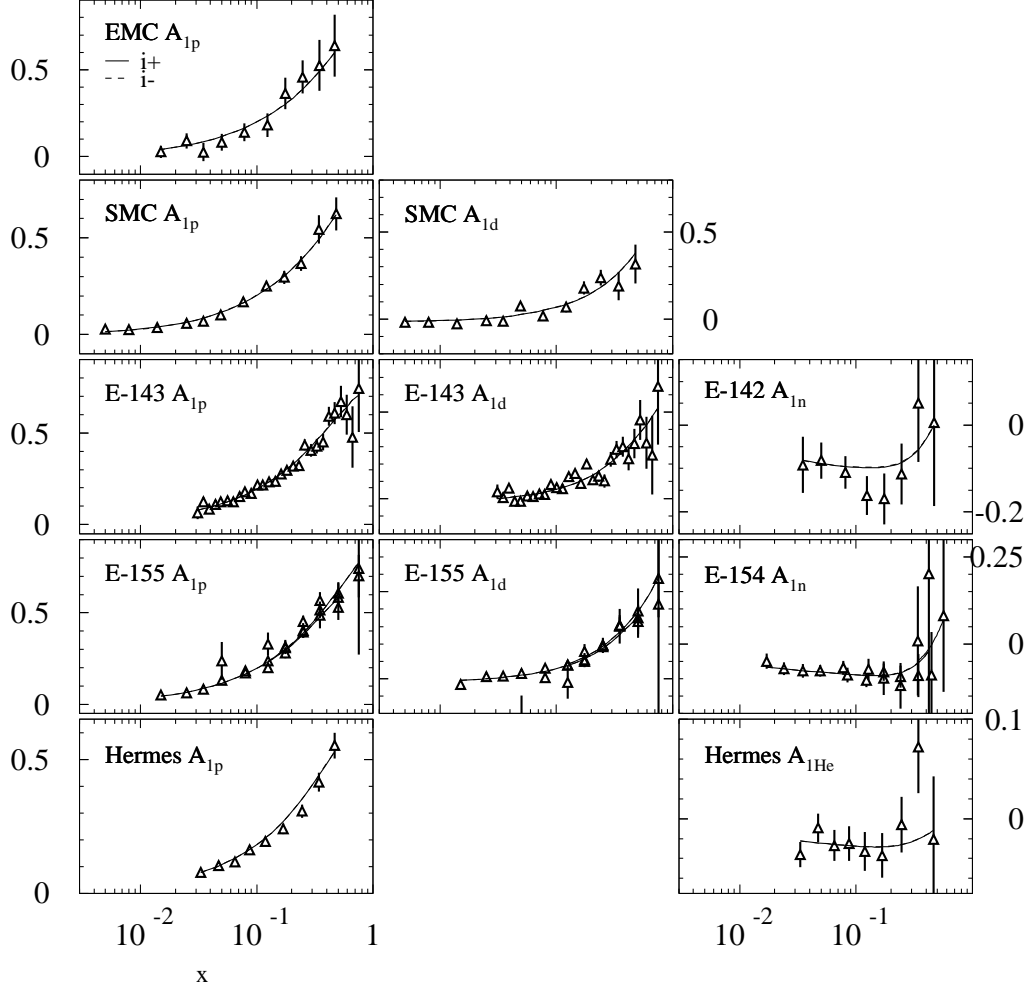 EMC A1p
i+
i-
0.5
0
SMC A1p
SMC A1d
0.5
0.5
0
0
E-143 A1p
E-143 A1d
E-142 A1n
0.5
0
0
-0.2
E-155 A1p
E-155 A1d
E-154 A1n
0.25
0.5
0
0
Hermes A1p
Hermes A1He
0.1
0.5
0
0
10 -2 10 -1 1
10 -2 10 -1
x